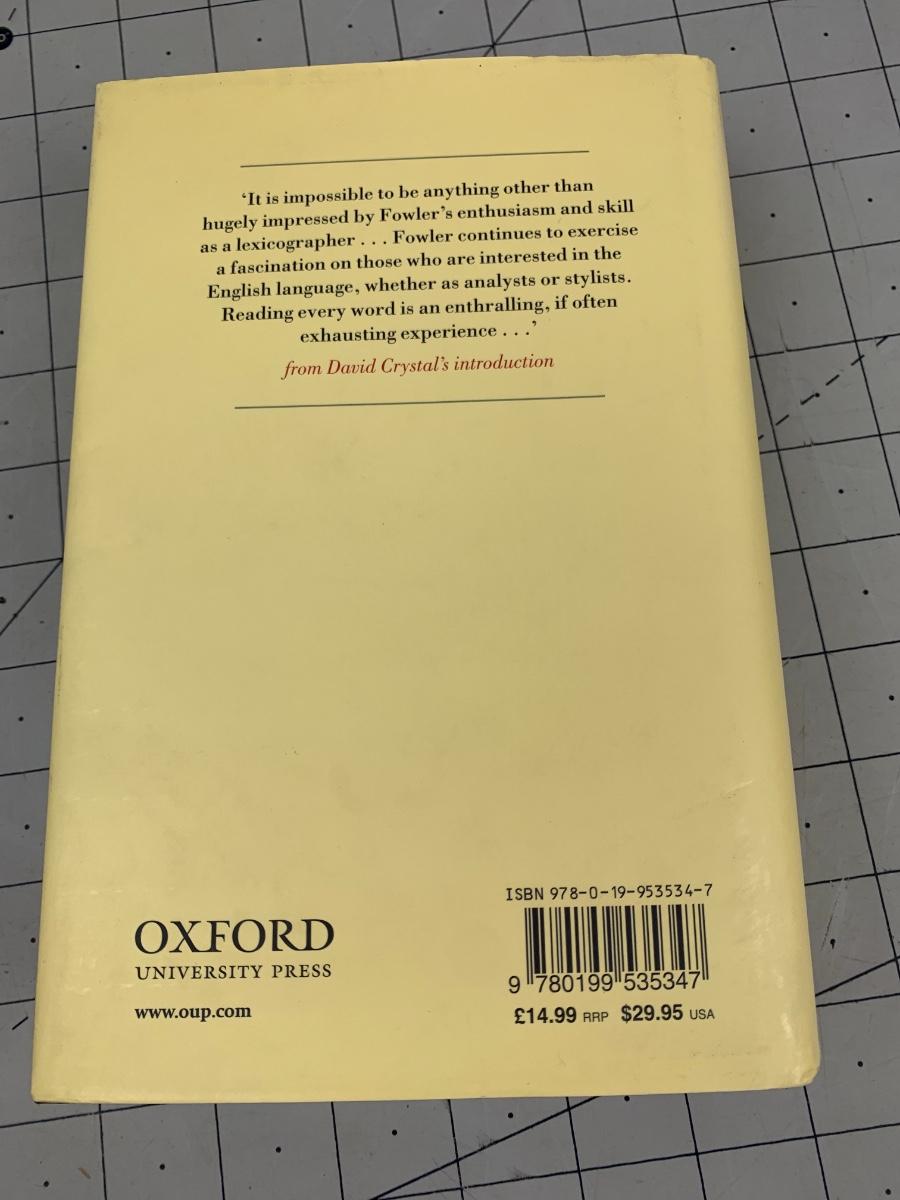 ‘It is impossible to be anything other than
hugely impressed by Fowler’s enthusiasm and skill
as a lexicographer . . . Fowler continues to exercise
a fascination on those who are interested in the
English language, whether as analysts or stylists.
Reading every word is an enthralling, if often
exhausting experience . . .’
from David Crystal’s introduction
ISBN 978-0-19-953534-7
OXFORD
UNIVERSITY PRESS
9 780199 535347
www.oup.com
£14.99 RRP $29.95 USA